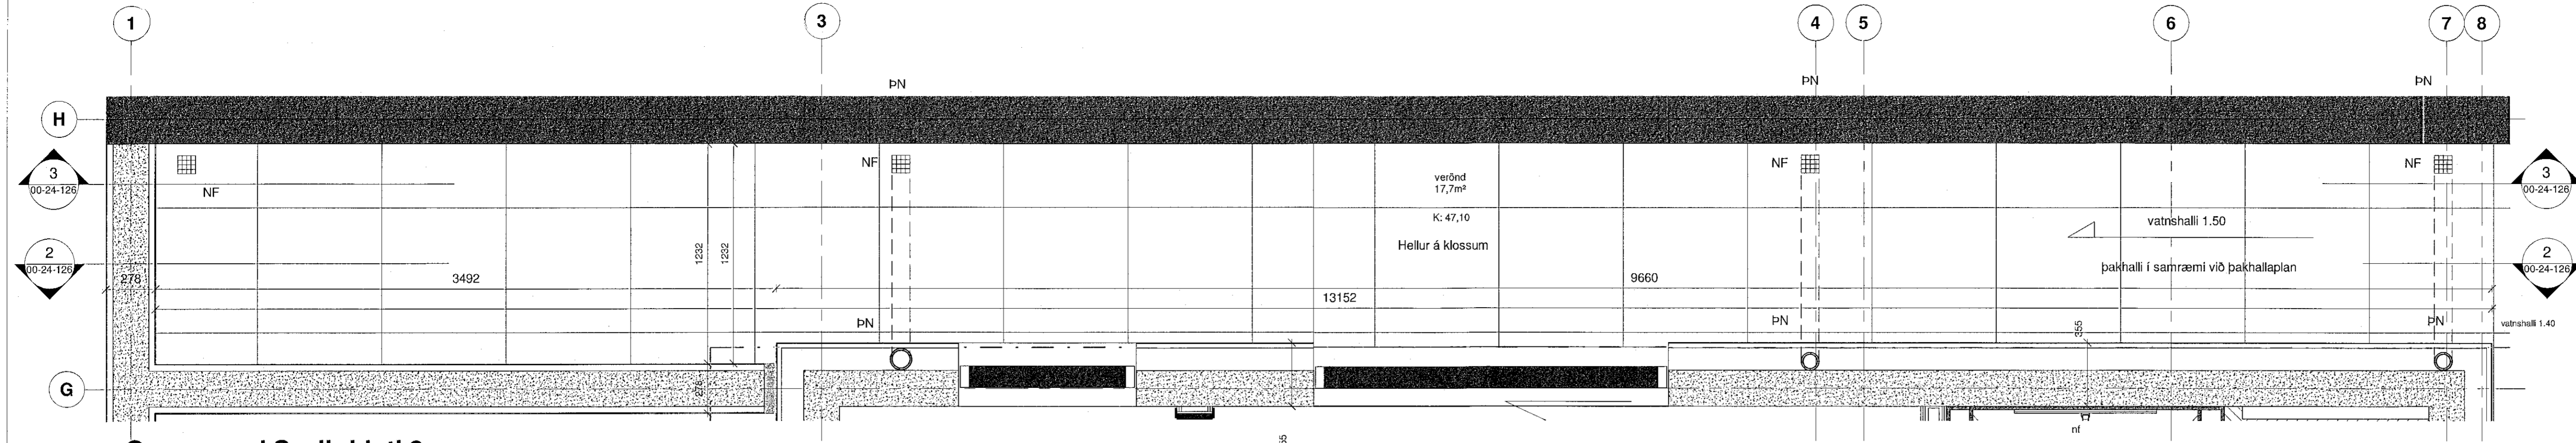 1
3
4
5
6
7
8
ÞN
ÞN
ÞN
H
3
00-24-126
NF
NF
NF
NF
3
00-24-126
verönd
17,7m²
K: 47,10
Hellur á klossum
vatnshalli 1.50
þakhalli í samræmi við þakhallaplan
1232
1232
2
00-24-126
2
00-24-126
278
3492
9660
13152
ÞN
ÞN
ÞN
vatnshalli 1.40
355
G
278
nf